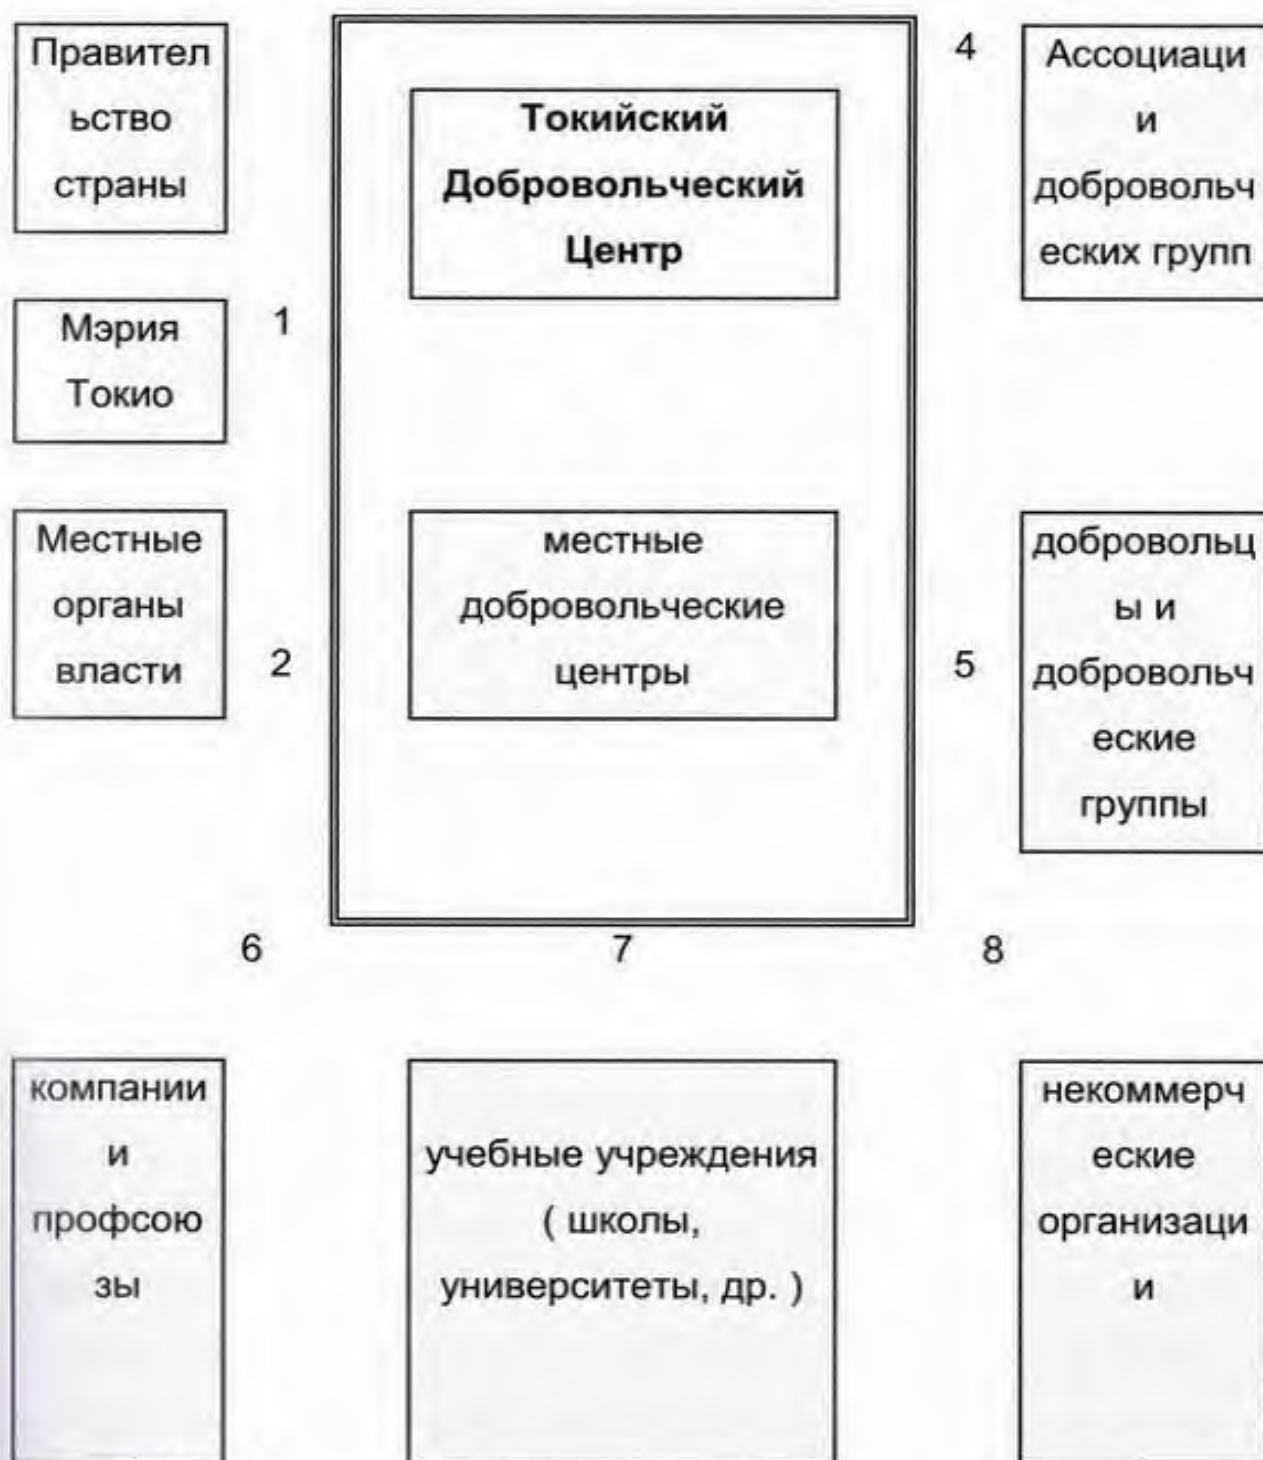 Правител
ьство
страны
Токийский
Добровольческий
Центр
4
Ассоциаци
и
добровольч
еских групп
Мэрия
Токио
1
Местные
органы
власти
2
местные
добровольческие
центры
5
добровольц
ы и
добровольч
еские
группы
6
7
8
компании
и
профсою
зы
учебные учреждения
( школы,
университеты, др. )
некоммерч
еские
организаци
и